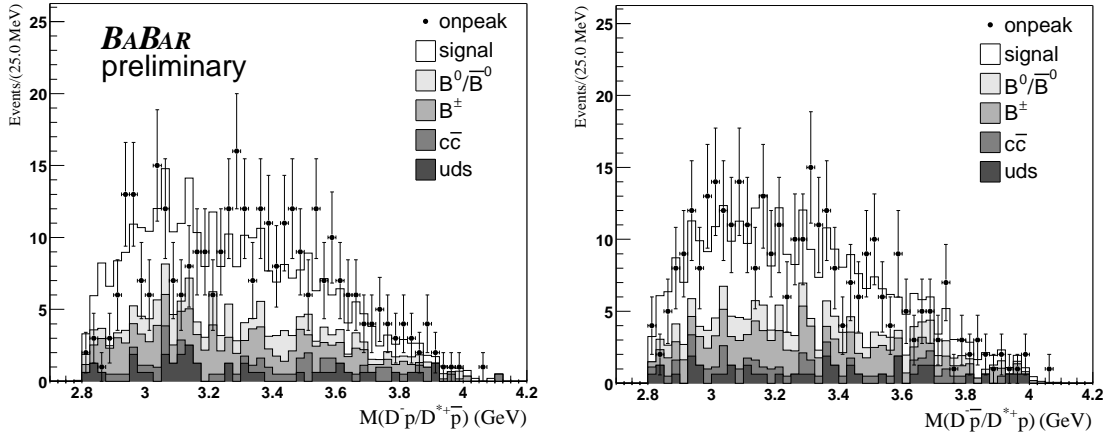 Events/(25.0 MeV)
25
20
15
10
5
0
BABAR
preliminary
onpeak
signal
B⁰/B̅⁰
B±
cc̅
uds
2.8 3 3.2 3.4 3.6 3.8 4 4.2
M(D⁻p/D*⁺p̅) (GeV)
Events/(25.0 MeV)
25
20
15
10
5
0
onpeak
signal
B⁰/B̅⁰
B±
cc̅
uds
2.8 3 3.2 3.4 3.6 3.8 4 4.2
M(D⁻p̅/D*⁺p) (GeV)